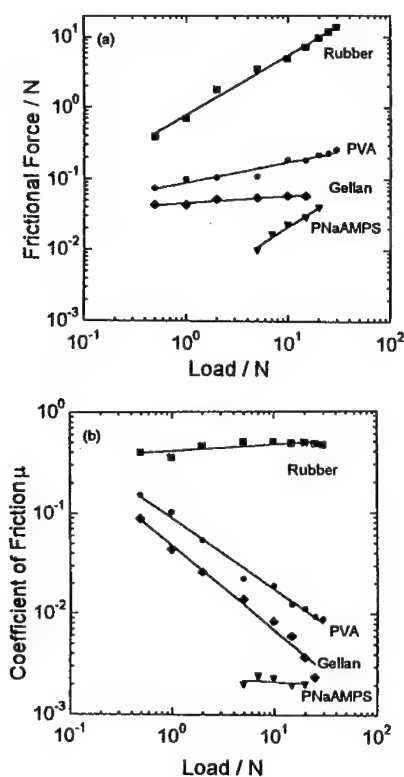 (a)
Frictional Force / N
10²
10¹
10⁰
10⁻¹
10⁻²
10⁻³
Rubber
PVA
Gellan
PNaAMPS
10⁻¹ 10⁰ 10¹ 10²
Load / N
(b)
Coefficient of Friction μ
10⁰
10⁻¹
10⁻²
10⁻³
Rubber
PVA
Gellan
PNaAMPS
10⁻¹ 10⁰ 10¹ 10²
Load / N